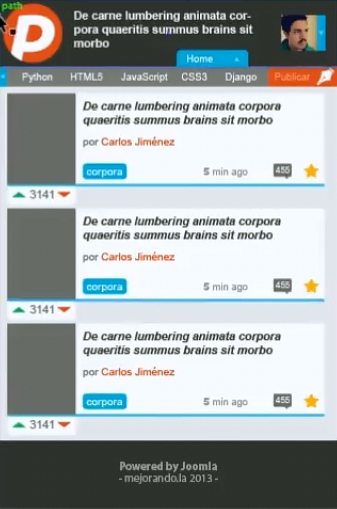 path
De carne lumbering animata cor-
pora quaeritis summus brains sit
morbo
Home
Python HTML5 JavaScript CSS3 Django Publicar
De carne lumbering animata corpora
quaeritis summus brains sit morbo
por Carlos Jiménez
corpora 5 min ago 455
3141
De carne lumbering animata corpora
quaeritis summus brains sit morbo
por Carlos Jiménez
corpora 5 min ago 455
3141
De carne lumbering animata corpora
quaeritis summus brains sit morbo
por Carlos Jiménez
corpora 5 min ago 455
3141
Powered by Joomla
- mejorando.la 2013 -